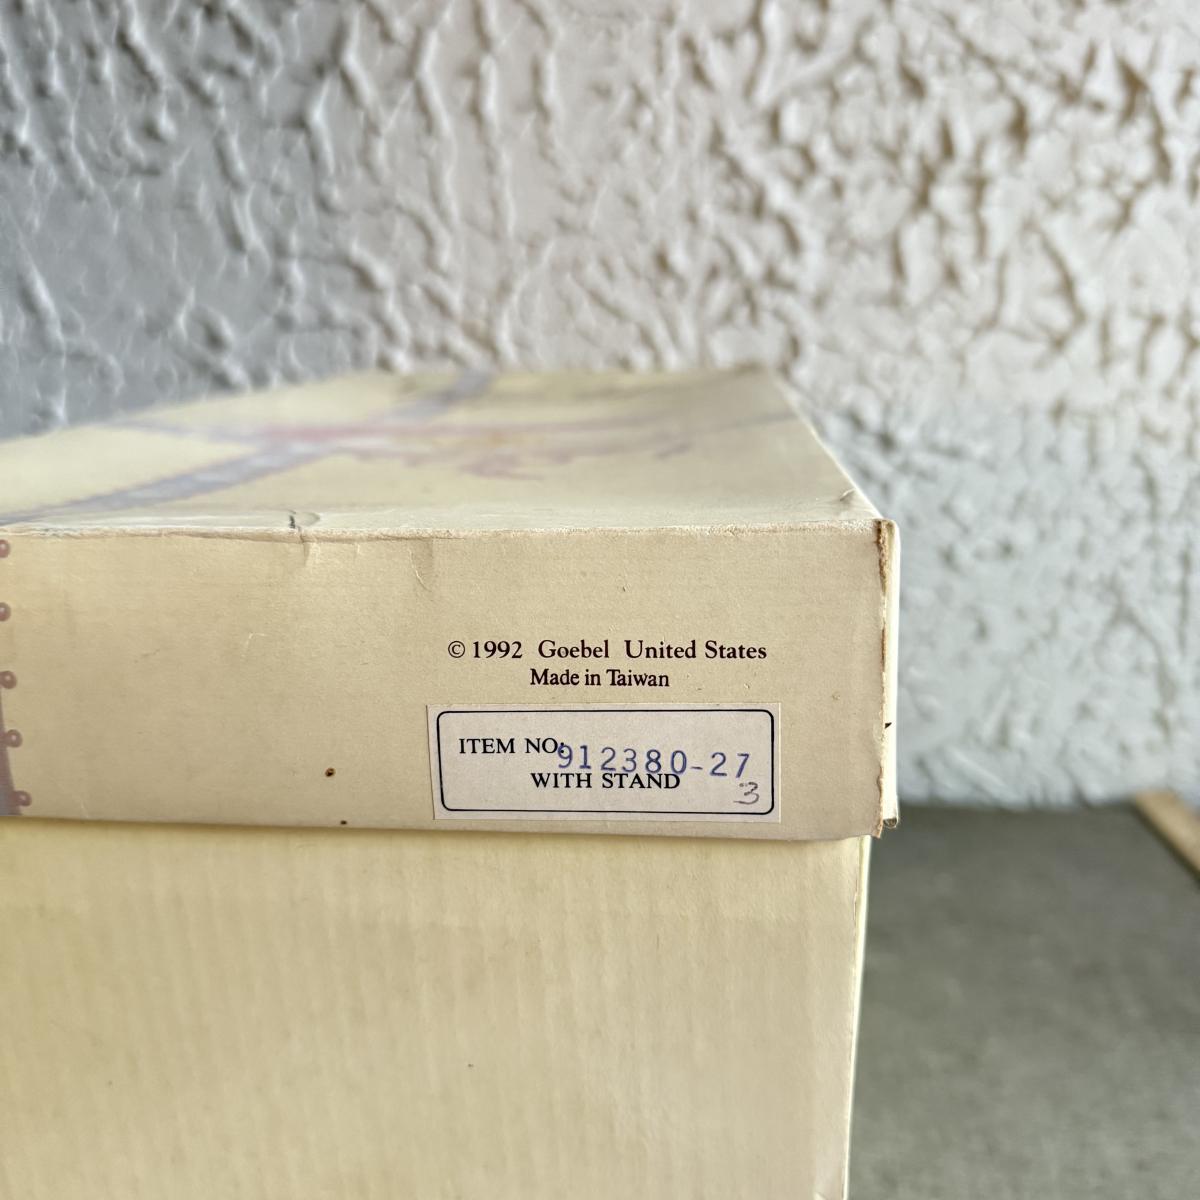 © 1992 Goebel United States
Made in Taiwan
ITEM NO: 912380-27
WITH STAND
3